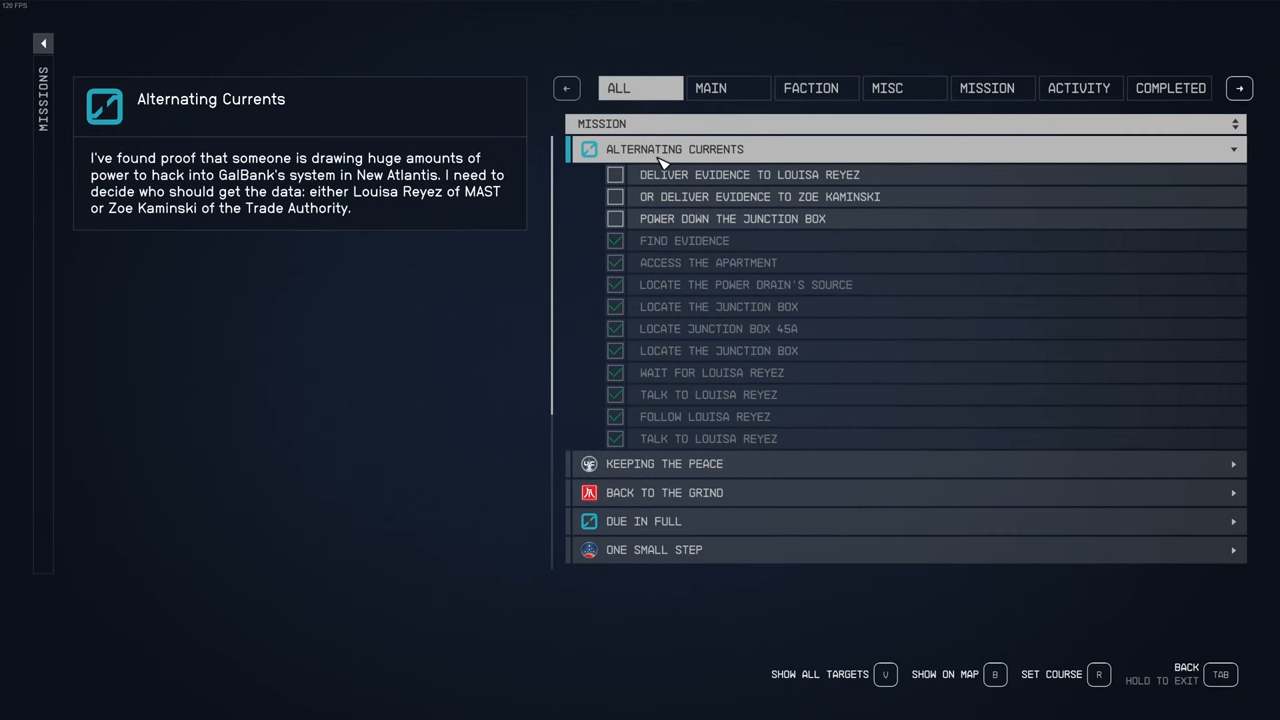 120 FPS
MISSIONS
Alternating Currents
I've found proof that someone is drawing huge amounts of
power to hack into GalBank's system in New Atlantis. I need to
decide who should get the data: either Louisa Reyez of MAST
or Zoe Kaminski of the Trade Authority.
ALL MAIN FACTION MISC MISSION ACTIVITY COMPLETED
MISSION
ALTERNATING CURRENTS
DELIVER EVIDENCE TO LOUISA REYEZ
OR DELIVER EVIDENCE TO ZOE KAMINSKI
POWER DOWN THE JUNCTION BOX
FIND EVIDENCE
ACCESS THE APARTMENT
LOCATE THE POWER DRAIN'S SOURCE
LOCATE THE JUNCTION BOX
LOCATE JUNCTION BOX 45A
LOCATE THE JUNCTION BOX
WAIT FOR LOUISA REYEZ
TALK TO LOUISA REYEZ
FOLLOW LOUISA REYEZ
TALK TO LOUISA REYEZ
KEEPING THE PEACE
BACK TO THE GRIND
DUE IN FULL
ONE SMALL STEP
SHOW ALL TARGETS V SHOW ON MAP B SET COURSE R BACK TAB
HOLD TO EXIT